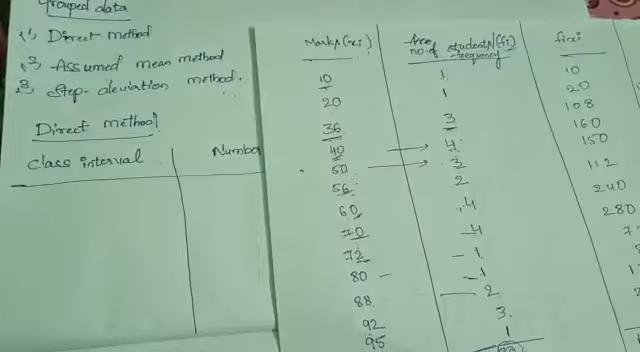 Grouped data
(1) Direct method
(2) Assumed mean method
(3) Step-deviation method.
Direct method
Class interval Number
Marks(xi) no. of students(fi) fixi
frequency
10 1 10
20 1 20
36 3 108
40 4 160
50 3 150
56 2 112
60 4 240
70 4 280
72 1 7
80 1
88 2
92 3
95 1